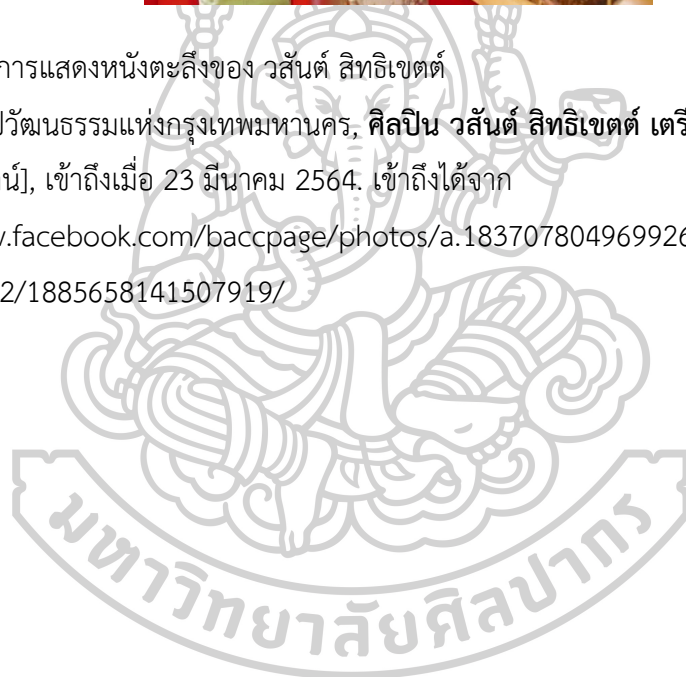 การแสดงหนังตะลึงของ วสันต์ สิทธิเขตต์
วัฒนธรรมแห่งกรุงเทพมหานคร, ศิลปิน วสันต์ สิทธิเขตต์
น์], เข้าถึงเมื่อ 23 มีนาคม 2564. เข้าถึงได้จาก
.facebook.com/baccpage/photos/a.183707804969926
2/1885658141507919/
มหาวิทยาลัยศิลปากร